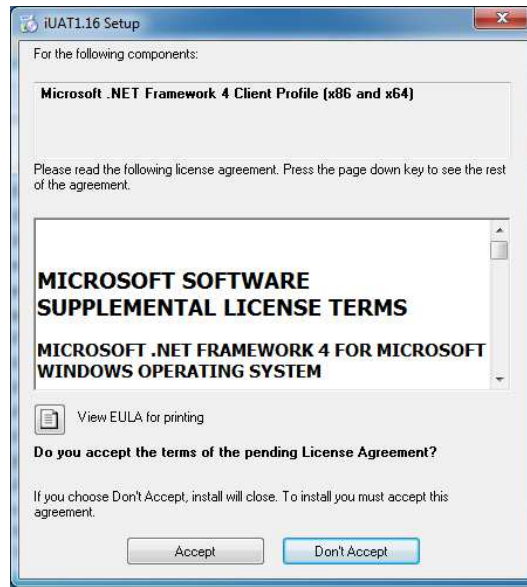 iUAT1.16 Setup
For the following components:
Microsoft .NET Framework 4 Client Profile (x86 and x64)
Please read the following license agreement. Press the page down key to see the rest
of the agreement.
MICROSOFT SOFTWARE
SUPPLEMENTAL LICENSE TERMS
MICROSOFT .NET FRAMEWORK 4 FOR MICROSOFT
WINDOWS OPERATING SYSTEM
View EULA for printing
Do you accept the terms of the pending License Agreement?
If you choose Don't Accept, install will close. To install you must accept this
agreement.
Accept
Don't Accept